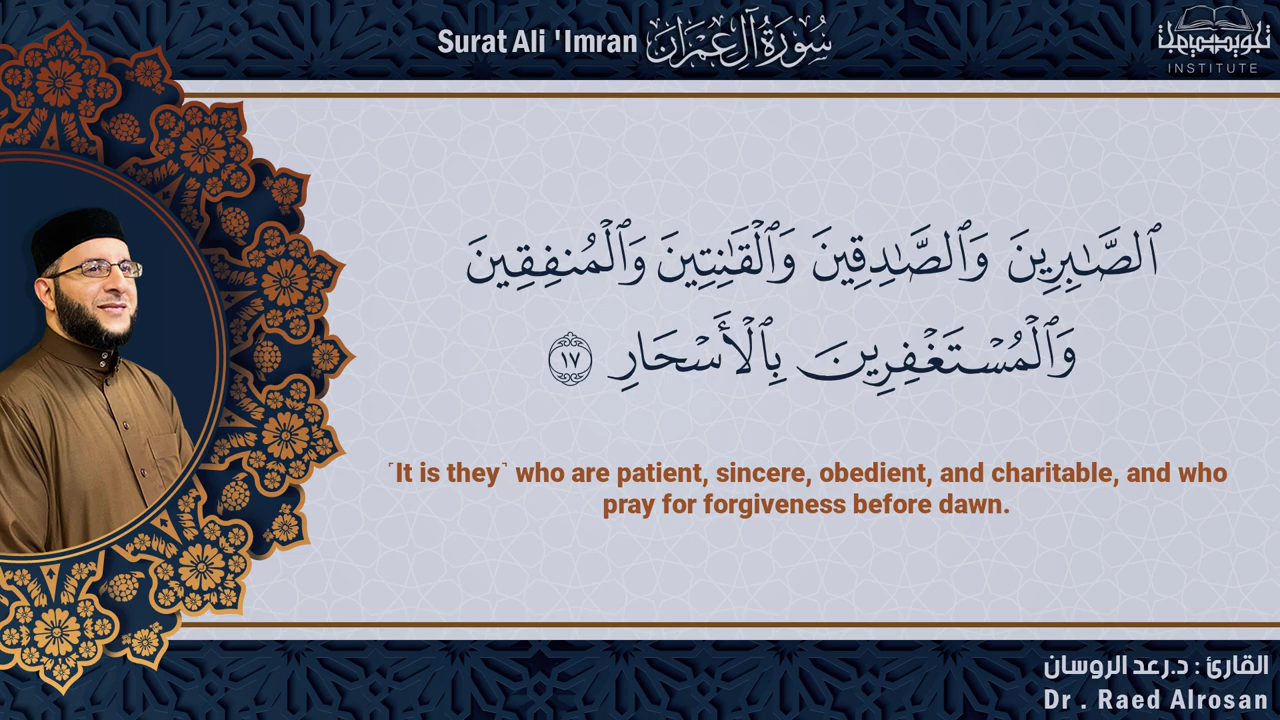 Surat Ali 'Imran سُورَةُ آلِ عِمْرَان
INSTITUTE
ٱلصَّـٰبِرِينَ وَٱلصَّـٰدِقِينَ وَٱلْقَـٰنِتِينَ وَٱلْمُنفِقِينَ
وَٱلْمُسْتَغْفِرِينَ بِٱلْأَسْحَارِ ١٧
˹It is they˺ who are patient, sincere, obedient, and charitable, and who
pray for forgiveness before dawn.
القارئ : د.رعد الروسان
Dr . Raed Alrosan